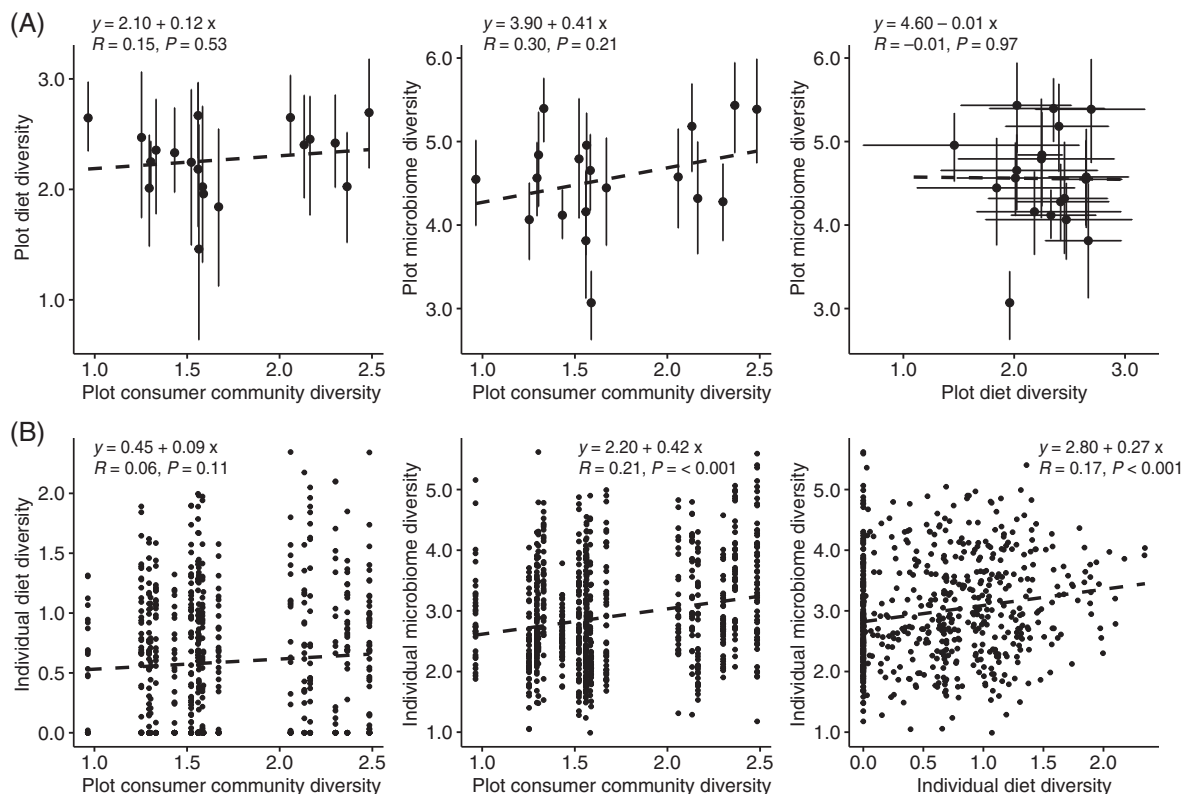 (A)
y = 2.10 + 0.12 x
R = 0.15, P = 0.53
Plot diet diversity
3.0
2.0
1.0
1.0 1.5 2.0 2.5
Plot consumer community diversity
y = 3.90 + 0.41 x
R = 0.30, P = 0.21
Plot microbiome diversity
6.0
5.0
4.0
3.0
1.0 1.5 2.0 2.5
Plot consumer community diversity
y = 4.60 – 0.01 x
R = –0.01, P = 0.97
Plot microbiome diversity
6.0
5.0
4.0
3.0
1.0 2.0 3.0
Plot diet diversity
(B)
y = 0.45 + 0.09 x
R = 0.06, P = 0.11
Individual diet diversity
2.0
1.5
1.0
0.5
0.0
1.0 1.5 2.0 2.5
Plot consumer community diversity
y = 2.20 + 0.42 x
R = 0.21, P = < 0.001
Individual microbiome diversity
5.0
4.0
3.0
2.0
1.0
1.0 1.5 2.0 2.5
Plot consumer community diversity
y = 2.80 + 0.27 x
R = 0.17, P < 0.001
Individual microbiome diversity
5.0
4.0
3.0
2.0
1.0
0.0 0.5 1.0 1.5 2.0
Individual diet diversity